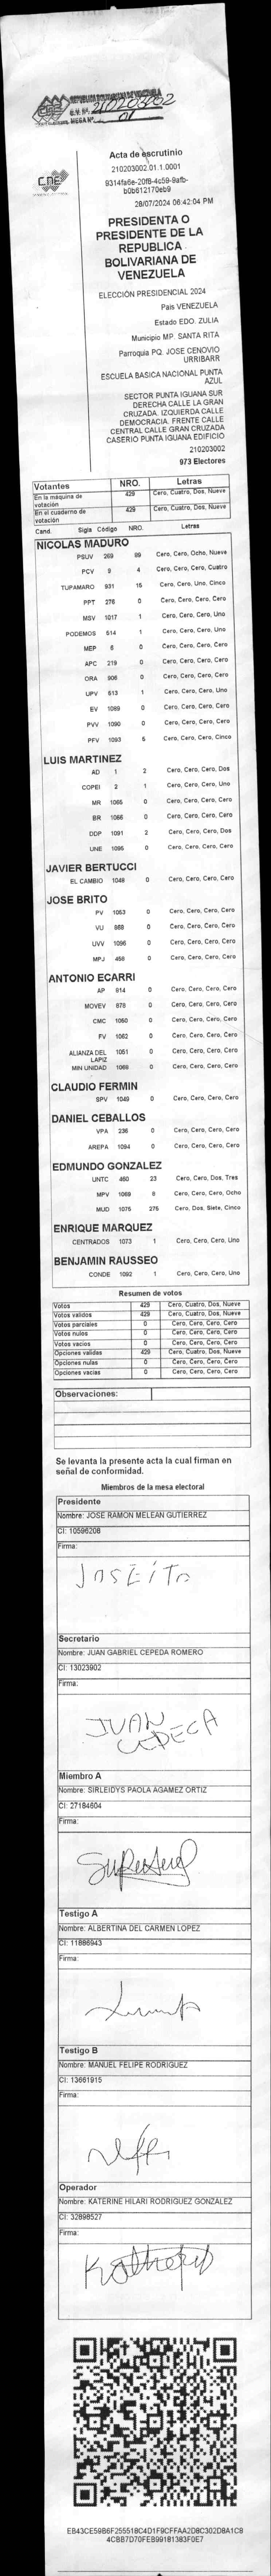 REPUBLICA BOLIVARIANA DE VENEZUELA
C.V. Nº: 210203002
MESA Nº: 01
CNE
Acta de escrutinio
210203002.01.1.0001
9314fa6e-20f8-4c59-9afb-
b0b612170eb9
28/07/2024 06:42:04 PM
PRESIDENTA O
PRESIDENTE DE LA
REPUBLICA
BOLIVARIANA DE
VENEZUELA
ELECCIÓN PRESIDENCIAL 2024
Pais VENEZUELA
Estado EDO. ZULIA
Municipio MP. SANTA RITA
Parroquia PQ. JOSE CENOVIO
URRIBARR
ESCUELA BASICA NACIONAL PUNTA
AZUL
SECTOR PUNTA IGUANA SUR
DERECHA CALLE LA GRAN
CRUZADA. IZQUIERDA CALLE
DEMOCRACIA. FRENTE CALLE
CENTRAL CALLE GRAN CRUZADA
CASERIO PUNTA IGUANA EDIFICIO
210203002
973 Electores
Votantes NRO. Letras
En la máquina de votación 429 Cero, Cuatro, Dos, Nueve
En el cuaderno de votación 429 Cero, Cuatro, Dos, Nueve
Cand. Sigla Código NRO. Letras
NICOLAS MADURO
PSUV 269 89 Cero, Cero, Ocho, Nueve
PCV 9 4 Cero, Cero, Cero, Cuatro
TUPAMARO 931 15 Cero, Cero, Uno, Cinco
PPT 276 0 Cero, Cero, Cero, Cero
MSV 1017 1 Cero, Cero, Cero, Uno
PODEMOS 514 1 Cero, Cero, Cero, Uno
MEP 5 0 Cero, Cero, Cero, Cero
APC 219 0 Cero, Cero, Cero, Cero
ORA 906 0 Cero, Cero, Cero, Cero
UPV 513 1 Cero, Cero, Cero, Uno
EV 1089 0 Cero, Cero, Cero, Cero
PVV 1090 0 Cero, Cero, Cero, Cero
PFV 1093 5 Cero, Cero, Cero, Cinco
LUIS MARTINEZ
AD 1 2 Cero, Cero, Cero, Dos
COPEI 2 1 Cero, Cero, Cero, Uno
MR 1065 0 Cero, Cero, Cero, Cero
BR 1066 0 Cero, Cero, Cero, Cero
DDP 1091 2 Cero, Cero, Cero, Dos
UNE 1095 0 Cero, Cero, Cero, Cero
JAVIER BERTUCCI
EL CAMBIO 1048 0 Cero, Cero, Cero, Cero
JOSE BRITO
PV 1053 0 Cero, Cero, Cero, Cero
VU 868 0 Cero, Cero, Cero, Cero
UVV 1096 0 Cero, Cero, Cero, Cero
MPJ 456 0 Cero, Cero, Cero, Cero
ANTONIO ECARRI
AP 814 0 Cero, Cero, Cero, Cero
MOVEV 878 0 Cero, Cero, Cero, Cero
CMC 1050 0 Cero, Cero, Cero, Cero
FV 1062 0 Cero, Cero, Cero, Cero
ALIANZA DEL LAPIZ 1051 0 Cero, Cero, Cero, Cero
MIN UNIDAD 1069 0 Cero, Cero, Cero, Cero
CLAUDIO FERMIN
SPV 1049 0 Cero, Cero, Cero, Cero
DANIEL CEBALLOS
VPA 236 0 Cero, Cero, Cero, Cero
AREPA 1094 0 Cero, Cero, Cero, Cero
EDMUNDO GONZALEZ
UNTC 460 23 Cero, Cero, Dos, Tres
MPV 1069 8 Cero, Cero, Cero, Ocho
MUD 1075 275 Cero, Dos, Siete, Cinco
ENRIQUE MARQUEZ
CENTRADOS 1073 1 Cero, Cero, Cero, Uno
BENJAMIN RAUSSEO
CONDE 1092 1 Cero, Cero, Cero, Uno
Resumen de votos
Votos 429 Cero, Cuatro, Dos, Nueve
Votos validos 429 Cero, Cuatro, Dos, Nueve
Votos parciales 0 Cero, Cero, Cero, Cero
Votos nulos 0 Cero, Cero, Cero, Cero
Votos vacios 0 Cero, Cero, Cero, Cero
Opciones validas 429 Cero, Cuatro, Dos, Nueve
Opciones nulas 0 Cero, Cero, Cero, Cero
Opciones vacias 0 Cero, Cero, Cero, Cero
Observaciones:
Se levanta la presente acta la cual firman en
señal de conformidad.
Miembros de la mesa electoral
Presidente
Nombre: JOSE RAMON MELEAN GUTIERREZ
CI: 10596208
Firma:
JOSEITO
Secretario
Nombre: JUAN GABRIEL CEPEDA ROMERO
CI: 13023902
Firma:
JUAN
CEPECA
Miembro A
Nombre: SIRLEIDYS PAOLA AGAMEZ ORTIZ
CI: 27184604
Firma:
Testigo A
Nombre: ALBERTINA DEL CARMEN LOPEZ
CI: 11886943
Firma:
Testigo B
Nombre: MANUEL FELIPE RODRIGUEZ
CI: 13661915
Firma:
Operador
Nombre: KATERINE HILARI RODRIGUEZ GONZALEZ
CI: 32898527
Firma:
EB43CE59B6F255518C4D1F9CFFAA2D8C302D8A1C8
4CBB7D70FEB99181383F0E7